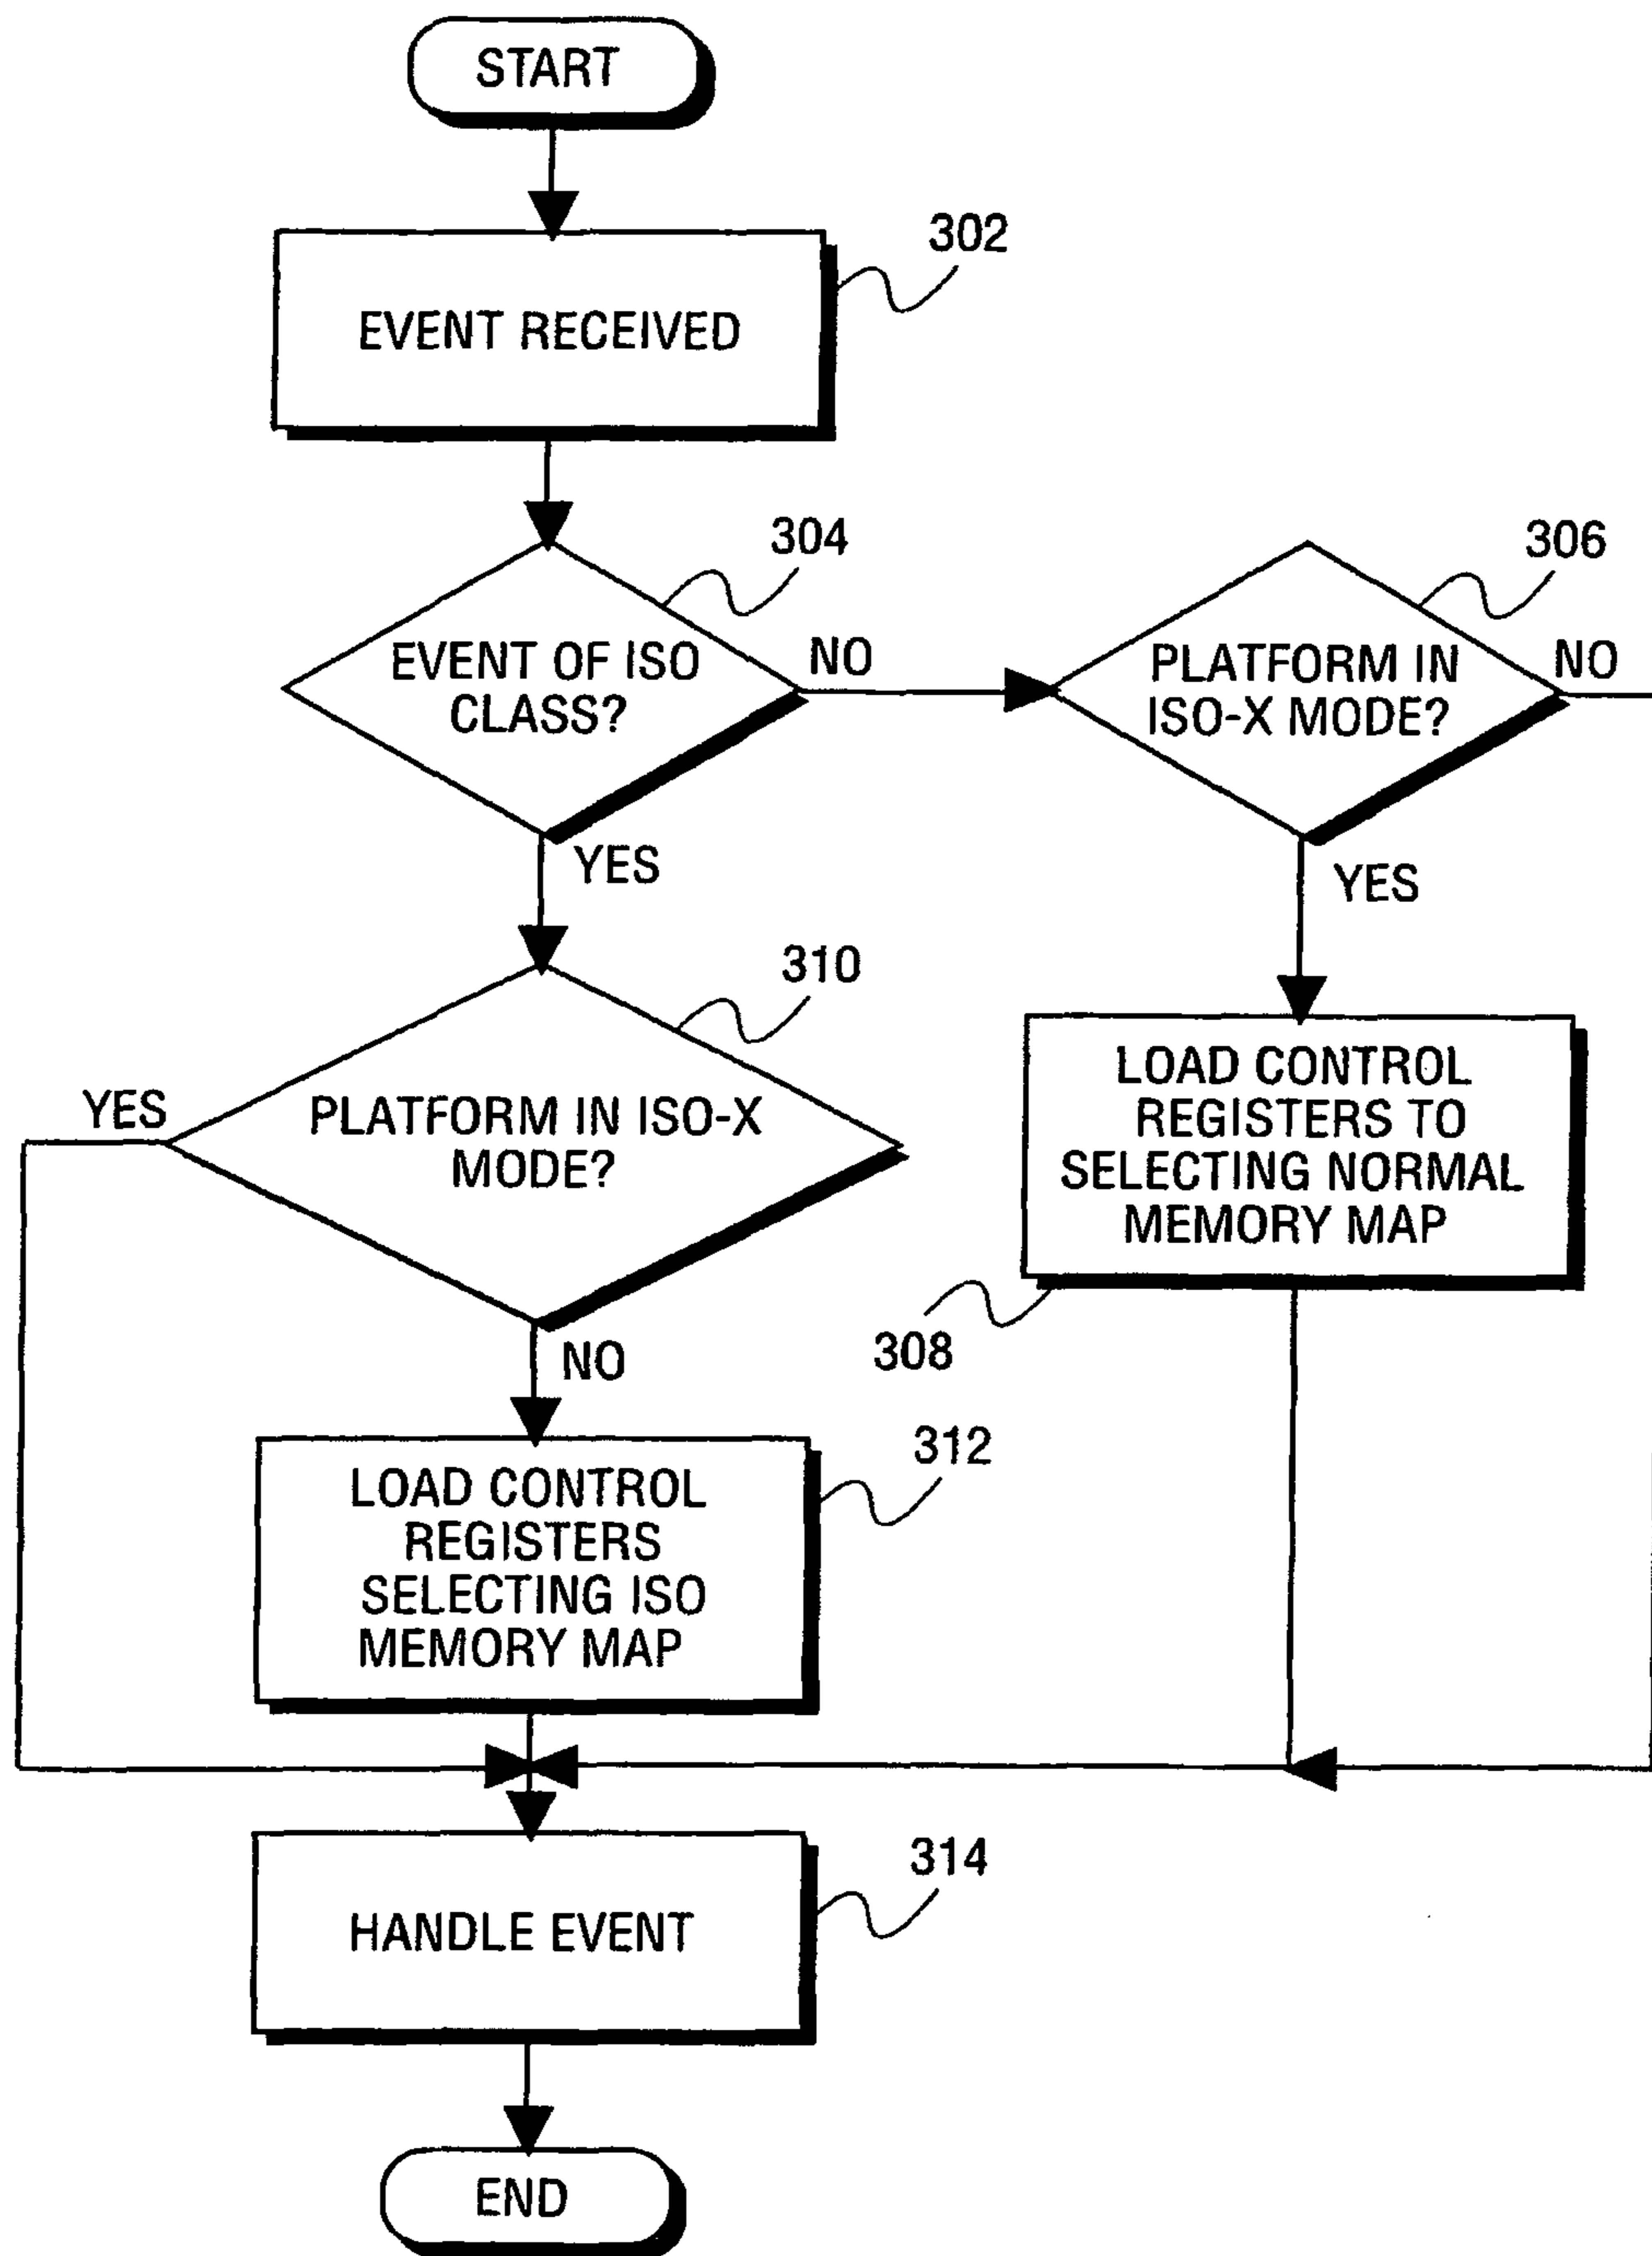 START
302
EVENT RECEIVED
304
EVENT OF ISO
CLASS?
NO
YES
306
PLATFORM IN
ISO-X MODE?
NO
YES
310
PLATFORM IN ISO-X
MODE?
YES
NO
LOAD CONTROL
REGISTERS TO
SELECTING NORMAL
MEMORY MAP
308
312
LOAD CONTROL
REGISTERS
SELECTING ISO
MEMORY MAP
314
HANDLE EVENT
END